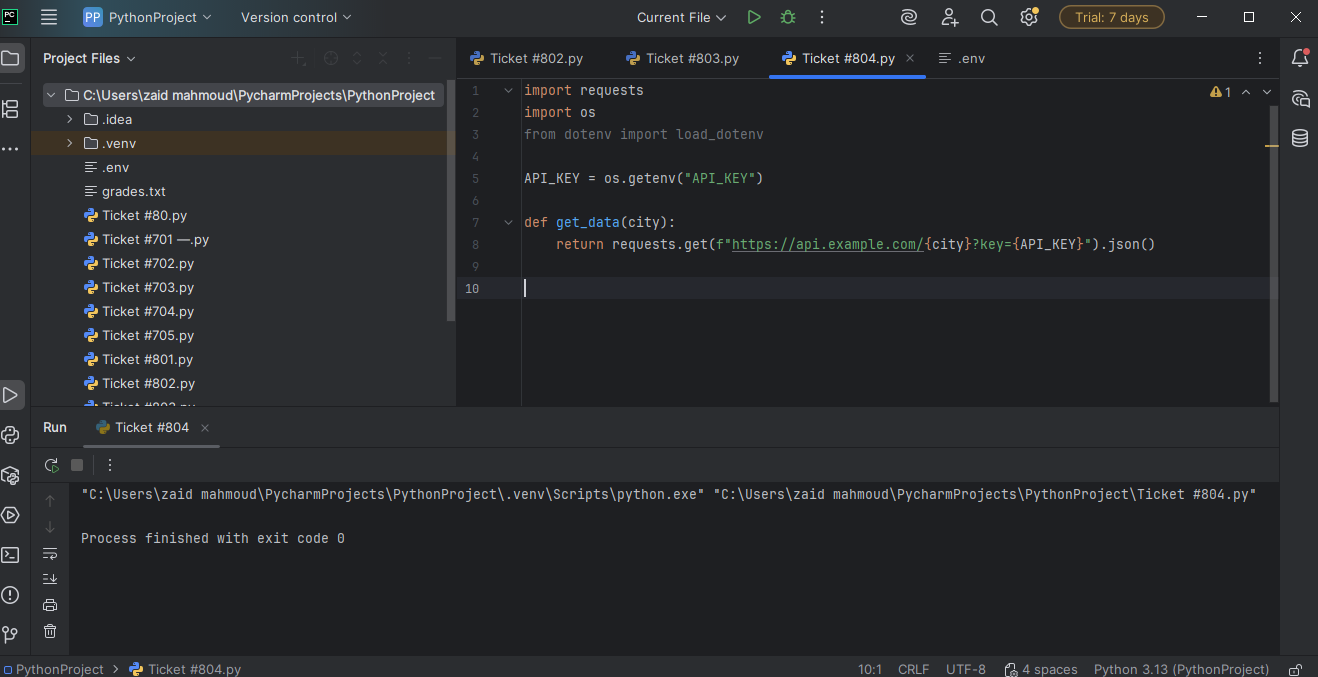 PC PP PythonProject Version control Current File Trial: 7 days
Project Files
Ticket #802.py Ticket #803.py Ticket #804.py .env
C:\Users\zaid mahmoud\PycharmProjects\PythonProject
.idea
.venv
.env
grades.txt
Ticket #80.py
Ticket #701 —.py
Ticket #702.py
Ticket #703.py
Ticket #704.py
Ticket #705.py
Ticket #801.py
Ticket #802.py
Ticket #803.py
1 import requests
2 import os
3 from dotenv import load_dotenv
4
5 API_KEY = os.getenv("API_KEY")
6
7 def get_data(city):
8 return requests.get(f"https://api.example.com/{city}?key={API_KEY}").json()
9
10
1
Run Ticket #804
"C:\Users\zaid mahmoud\PycharmProjects\PythonProject\.venv\Scripts\python.exe" "C:\Users\zaid mahmoud\PycharmProjects\PythonProject\Ticket #804.py"
Process finished with exit code 0
PythonProject Ticket #804.py 10:1 CRLF UTF-8 4 spaces Python 3.13 (PythonProject)